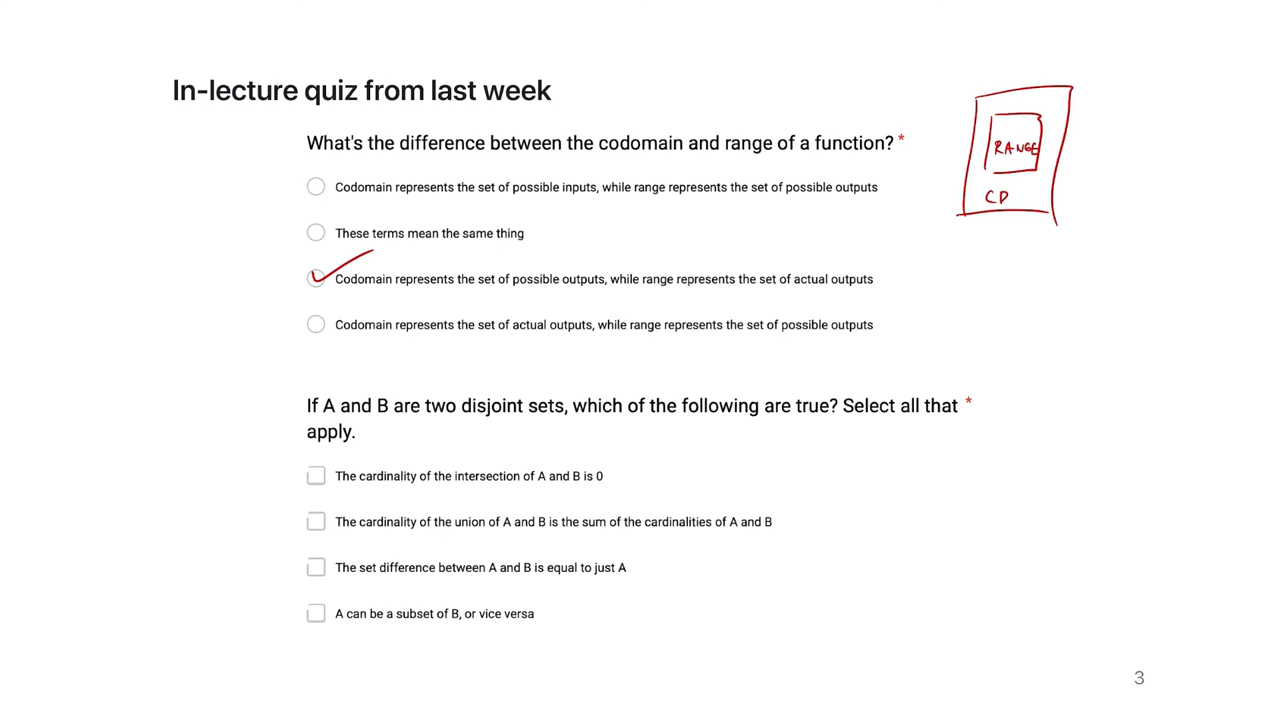 In-lecture quiz from last week
What's the difference between the codomain and range of a function? *
Codomain represents the set of possible inputs, while range represents the set of possible outputs
These terms mean the same thing
Codomain represents the set of possible outputs, while range represents the set of actual outputs
Codomain represents the set of actual outputs, while range represents the set of possible outputs
RANGE
CD
If A and B are two disjoint sets, which of the following are true? Select all that *
apply.
The cardinality of the intersection of A and B is 0
The cardinality of the union of A and B is the sum of the cardinalities of A and B
The set difference between A and B is equal to just A
A can be a subset of B, or vice versa
3